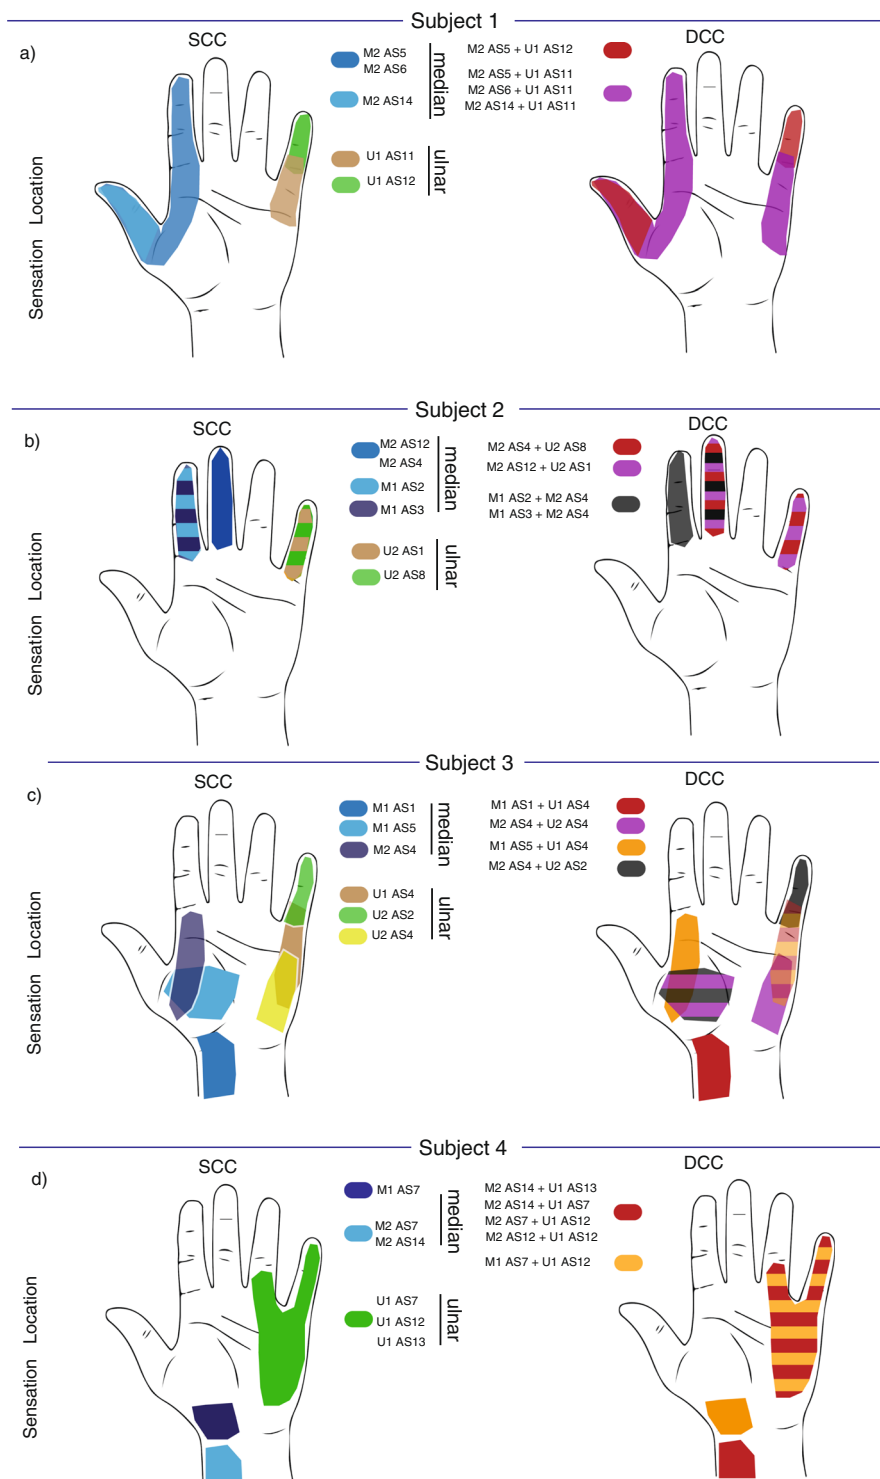 Subject 1
a)
SCC
DCC
M2 AS5
M2 AS6
M2 AS14
median
U1 AS11
U1 AS12
ulnar
M2 AS5 + U1 AS12
M2 AS5 + U1 AS11
M2 AS6 + U1 AS11
M2 AS14 + U1 AS11
Sensation Location
Subject 2
b)
SCC
DCC
M2 AS12
M2 AS4
M1 AS2
M1 AS3
median
U2 AS1
U2 AS8
ulnar
M2 AS4 + U2 AS8
M2 AS12 + U2 AS1
M1 AS2 + M2 AS4
M1 AS3 + M2 AS4
Sensation Location
Subject 3
c)
SCC
DCC
M1 AS1
M1 AS5
M2 AS4
median
U1 AS4
U2 AS2
U2 AS4
ulnar
M1 AS1 + U1 AS4
M2 AS4 + U2 AS4
M1 AS5 + U1 AS4
M2 AS4 + U2 AS2
Sensation Location
Subject 4
d)
SCC
DCC
M1 AS7
M2 AS7
M2 AS14
median
U1 AS7
U1 AS12
U1 AS13
ulnar
M2 AS14 + U1 AS13
M2 AS14 + U1 AS7
M2 AS7 + U1 AS12
M2 AS12 + U1 AS12
M1 AS7 + U1 AS12
Sensation Location